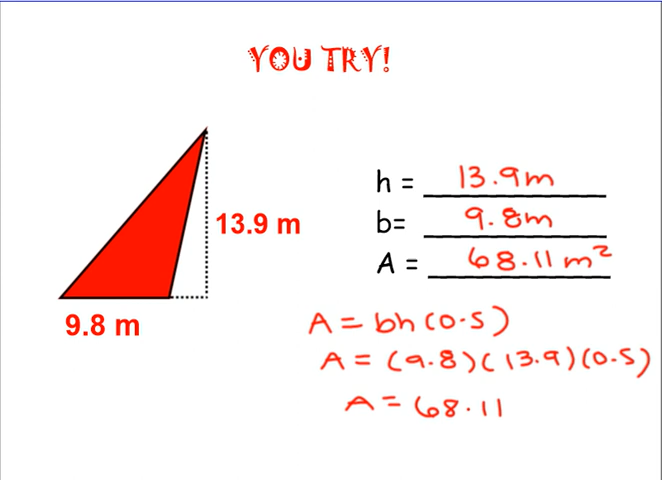 YOU TRY!
h = 13.9m
13.9 m
b= 9.8m
A = 68.11m²
9.8 m
A = bh(0.5)
A = (9.8)(13.9)(0.5)
A = 68.11